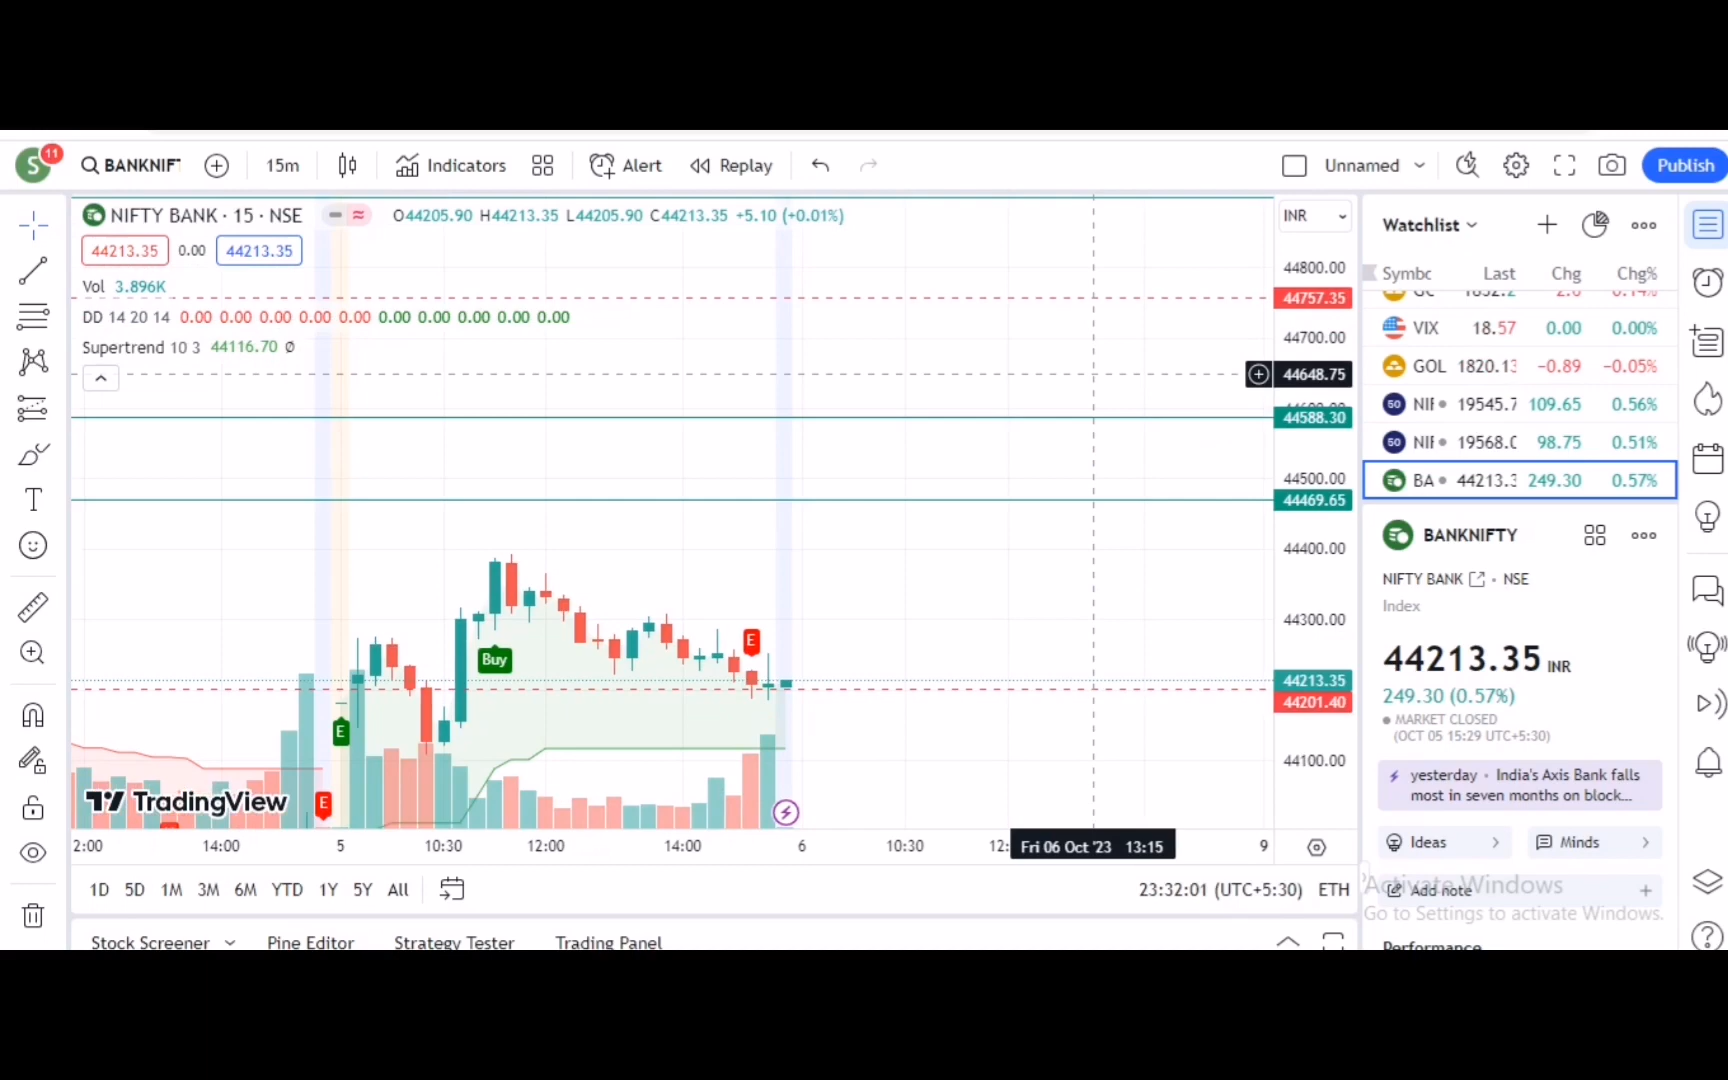 S 11 BANKNIF 15m Indicators Alert Replay Unnamed Publish
NIFTY BANK · 15 · NSE O44205.90 H44213.35 L44205.90 C44213.35 +5.10 (+0.01%)
44213.35 0.00 44213.35
Vol 3.896K
DD 14 20 14 0.00 0.00 0.00 0.00 0.00 0.00 0.00 0.00 0.00 0.00
Supertrend 10 3 44116.70 Ø
INR
44800.00
44757.35
44700.00
44648.75
44588.30
44500.00
44469.65
44400.00
44300.00
44213.35
44201.40
44100.00
E
Buy
E
E
TradingView
2:00 14:00 5 10:30 12:00 14:00 6 10:30 12: Fri 06 Oct '23 13:15 9
1D 5D 1M 3M 6M YTD 1Y 5Y All 23:32:01 (UTC+5:30) ETH
Stock Screener Pine Editor Strategy Tester Trading Panel
Watchlist
Symbc Last Chg Chg%
VIX 18.57 0.00 0.00%
GOL 1820.13 −0.89 −0.05%
50 NIF 19545.7 109.65 0.56%
50 NIF 19568.0 98.75 0.51%
BA 44213.3 249.30 0.57%
BANKNIFTY
NIFTY BANK · NSE
Index
44213.35 INR
249.30 (0.57%)
MARKET CLOSED
(OCT 05 15:29 UTC+5:30)
yesterday · India's Axis Bank falls
most in seven months on block...
Ideas Minds
Add note
Activate Windows
Go to Settings to activate Windows.
Performance